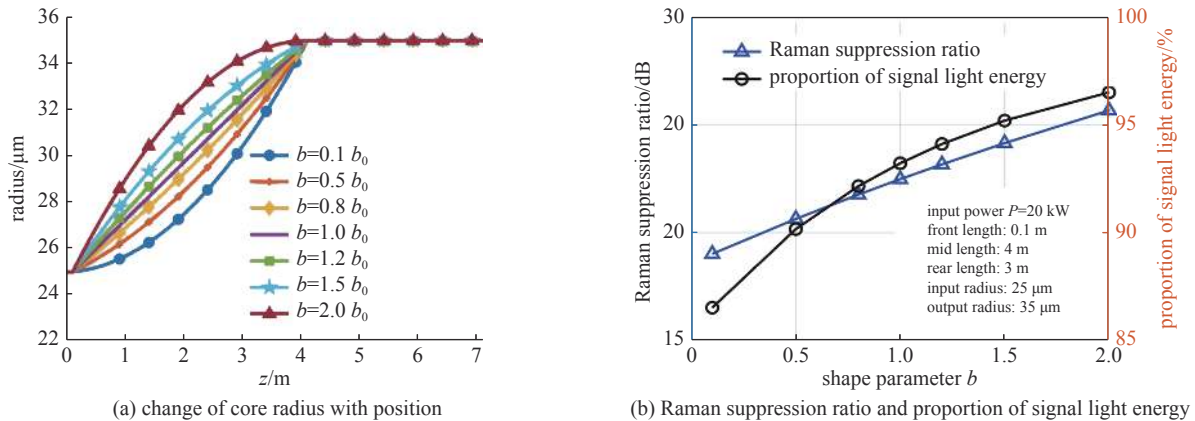 36
34
32
30
28
26
24
22
radius/μm
b=0.1 b₀
b=0.5 b₀
b=0.8 b₀
b=1.0 b₀
b=1.2 b₀
b=1.5 b₀
b=2.0 b₀
0 1 2 3 4 5 6 7
z/m
(a) change of core radius with position
30
20
20
15
Raman suppression ratio/dB
Raman suppression ratio
proportion of signal light energy
input power P=20 kW
front length: 0.1 m
mid length: 4 m
rear length: 3 m
input radius: 25 μm
output radius: 35 μm
100
95
90
85
proportion of signal light energy/%
0.5 1.0 1.5 2.0
shape parameter b
(b) Raman suppression ratio and proportion of signal light energy